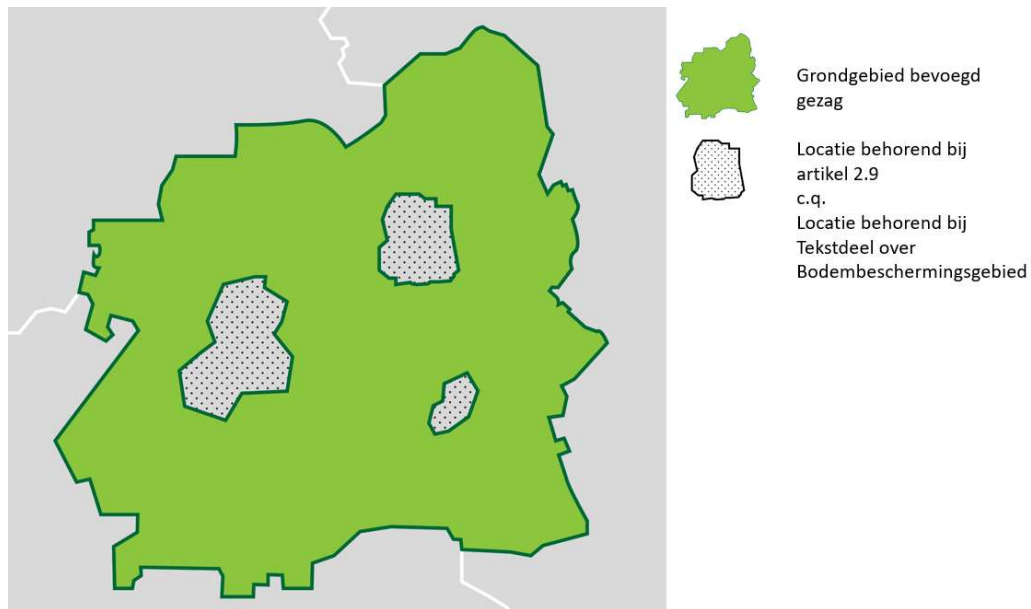 Grondgebied bevoegd
gezag
Locatie behorend bij
artikel 2.9
c.q.
Locatie behorend bij
Tekstdeel over
Bodembeschermingsgebied